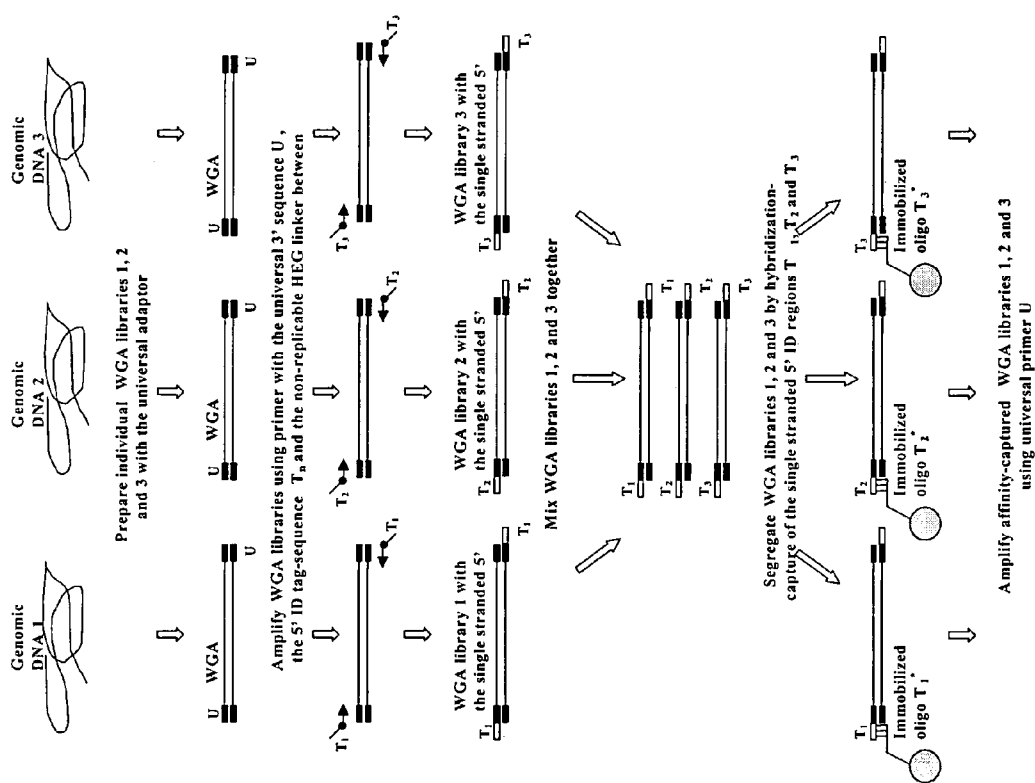 Genomic
DNA 1
Genomic
DNA 2
Genomic
DNA 3
Prepare individual WGA libraries 1, 2
and 3 with the universal adaptor
U
WGA
U
U
WGA
U
U
WGA
U
Amplify WGA libraries using primer with the universal 3' sequence U ,
the 5' ID tag-sequence Tn and the non-replicable HEG linker between
T1
T1
T2
T2
T3
T3
WGA library 1 with
the single stranded 5'
T1
T1
WGA library 2 with
the single stranded 5'
T2
T2
WGA library 3 with
the single stranded 5'
T3
T3
Mix WGA libraries 1, 2 and 3 together
T1
T1
T2
T2
T3
T3
Segregate WGA libraries 1, 2 and 3 by hybridization-
capture of the single stranded 5' ID regions T 1, T2 and T3
T1
Immobilized
oligo T1*
T2
Immobilized
oligo T2*
T3
Immobilized
oligo T3*
Amplify affinity-captured WGA libraries 1, 2 and 3
using universal primer U